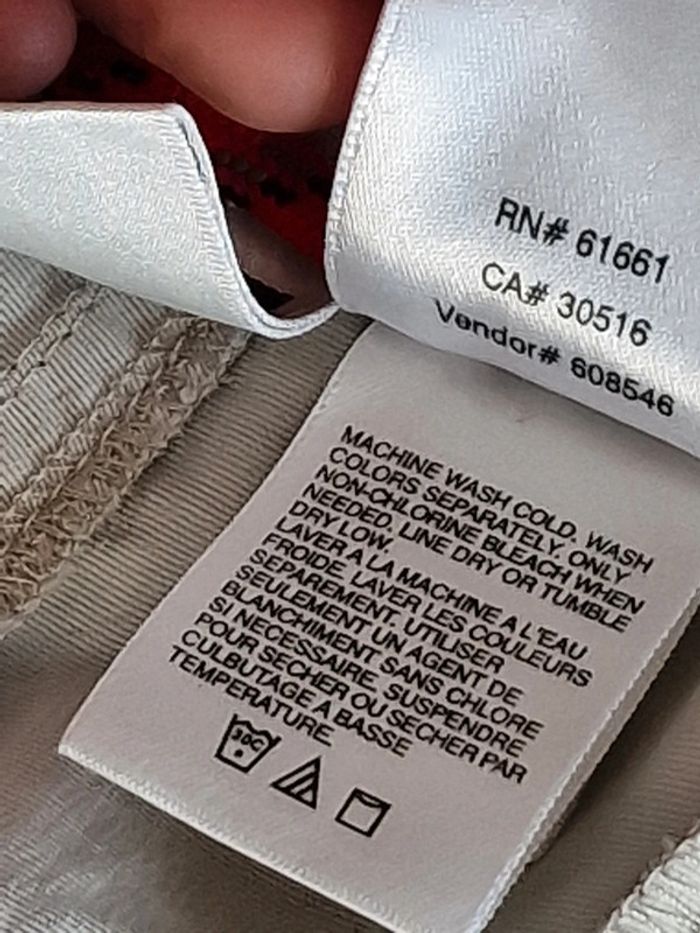 RN# 61661
CA# 30516
Vendor# 608546
MACHINE WASH COLD. WASH
COLORS SEPARATELY. ONLY
NON-CHLORINE BLEACH WHEN
NEEDED. LINE DRY OR TUMBLE
DRY LOW.
LAVER A LA MACHINE A L'EAU
FROIDE. LAVER LES COULEURS
SEPAREMENT. UTILISER
SEULEMENT UN AGENT DE
BLANCHIMENT SANS CHLORE
SI NECESSAIRE. SUSPENDRE
POUR SECHER OU SECHER PAR
CULBUTAGE A BASSE
TEMPERATURE.
30C